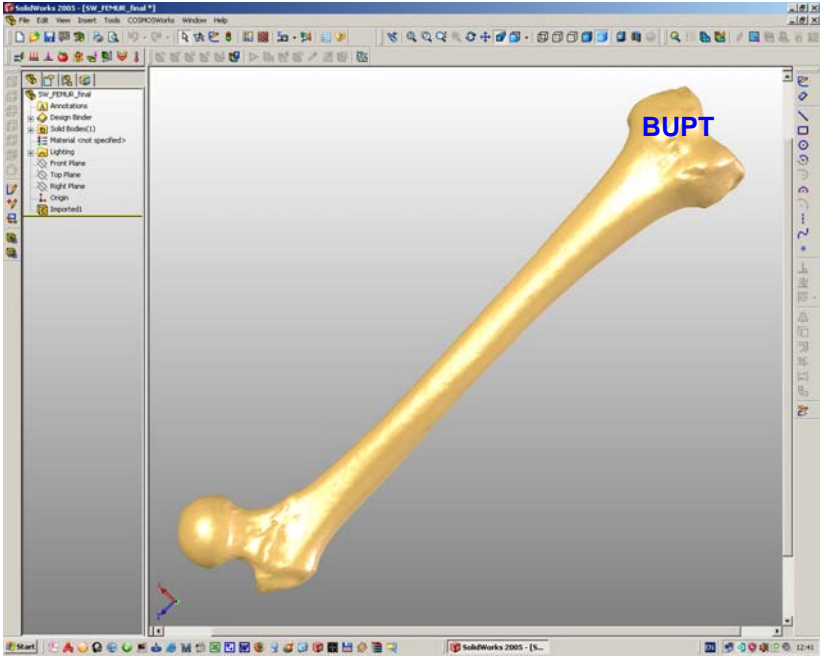 SolidWorks 2005 - [SW_FEMUR_final *]
File Edit View Insert Tools COSMOSWorks Window Help
SW_FEMUR_final
Annotations
Design Binder
Solid Bodies(1)
Material <not specified>
Lighting
Front Plane
Top Plane
Right Plane
Origin
Imported1
BUPT
Start
SolidWorks 2005 - [S...
12:41